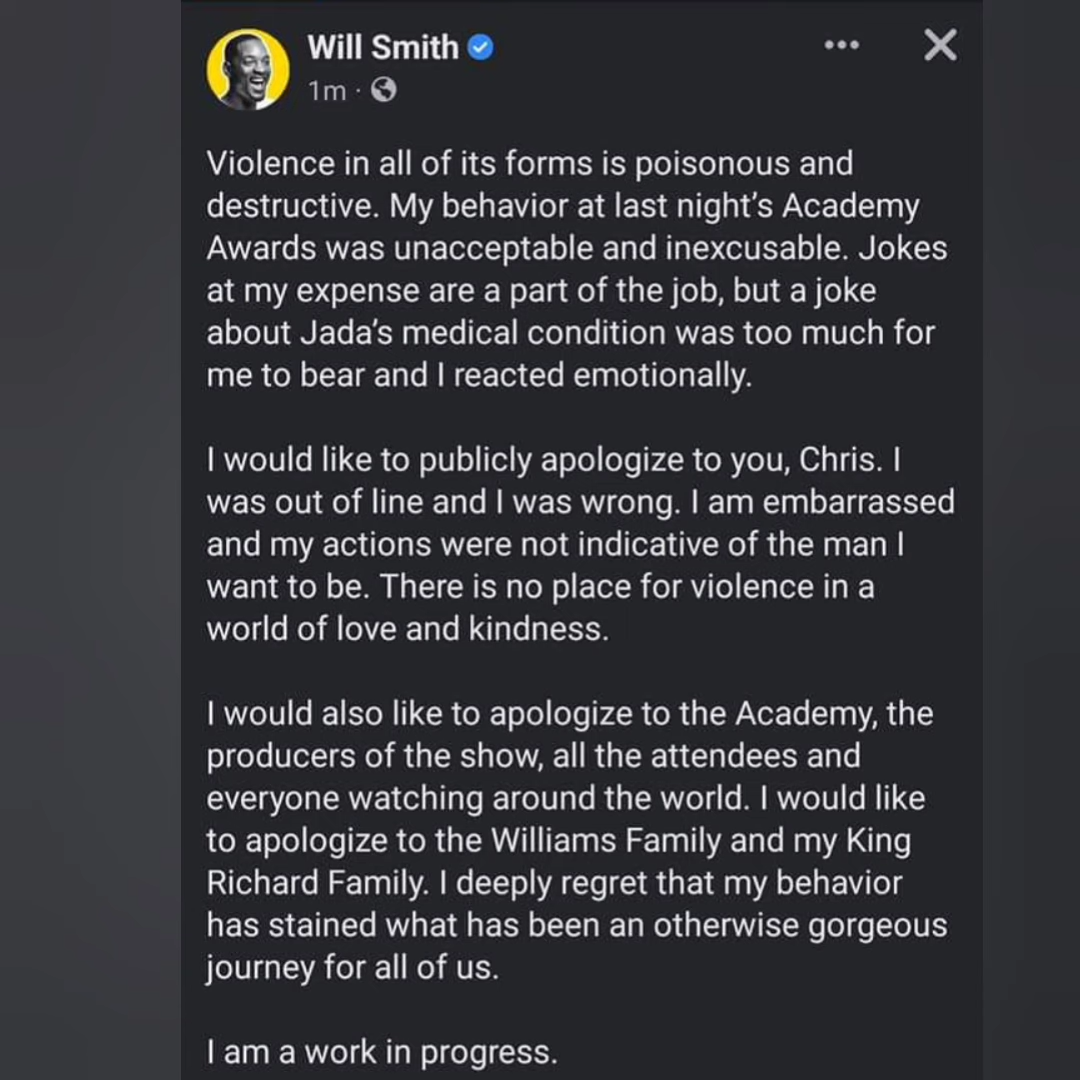 Will Smith
1m ·
Violence in all of its forms is poisonous and
destructive. My behavior at last night’s Academy
Awards was unacceptable and inexcusable. Jokes
at my expense are a part of the job, but a joke
about Jada’s medical condition was too much for
me to bear and I reacted emotionally.
I would like to publicly apologize to you, Chris. I
was out of line and I was wrong. I am embarrassed
and my actions were not indicative of the man I
want to be. There is no place for violence in a
world of love and kindness.
I would also like to apologize to the Academy, the
producers of the show, all the attendees and
everyone watching around the world. I would like
to apologize to the Williams Family and my King
Richard Family. I deeply regret that my behavior
has stained what has been an otherwise gorgeous
journey for all of us.
I am a work in progress.